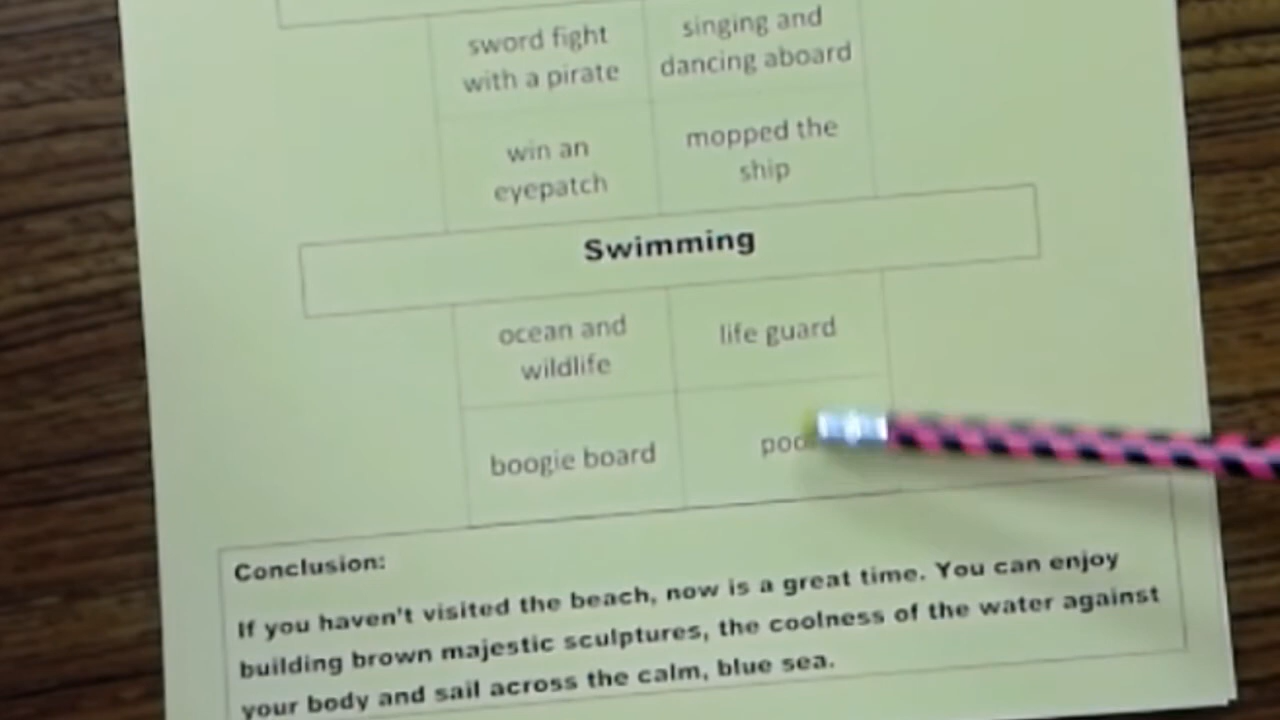 sword fight
with a pirate
singing and
dancing aboard
win an
eyepatch
mopped the
ship
Swimming
ocean and
wildlife
life guard
boogie board
Conclusion:
If you haven't visited the beach, now is a great time. You can enjoy
building brown majestic sculptures, the coolness of the water against
your body and sail across the calm, blue sea.